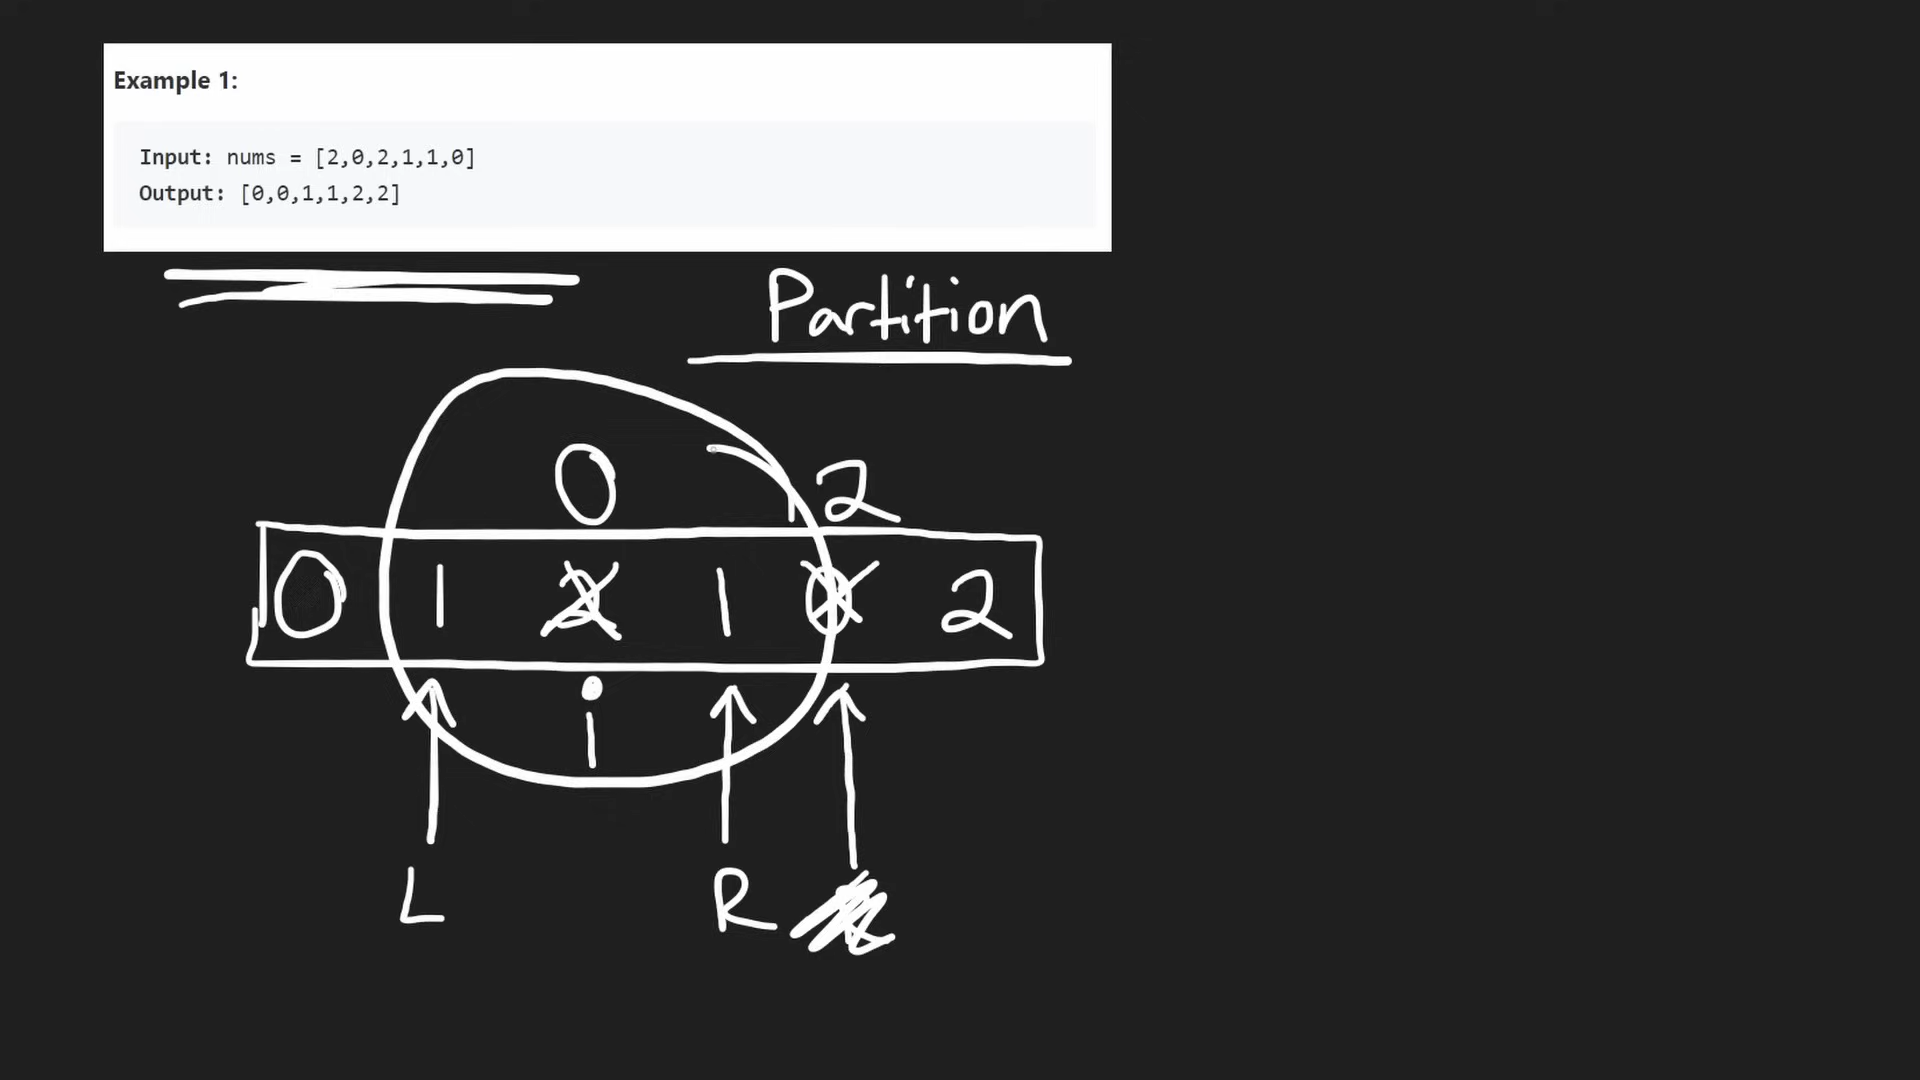 Example 1:
Input: nums = [2,0,2,1,1,0]
Output: [0,0,1,1,2,2]
Partition
0 2
0 1 2 1 0 2
i
L R